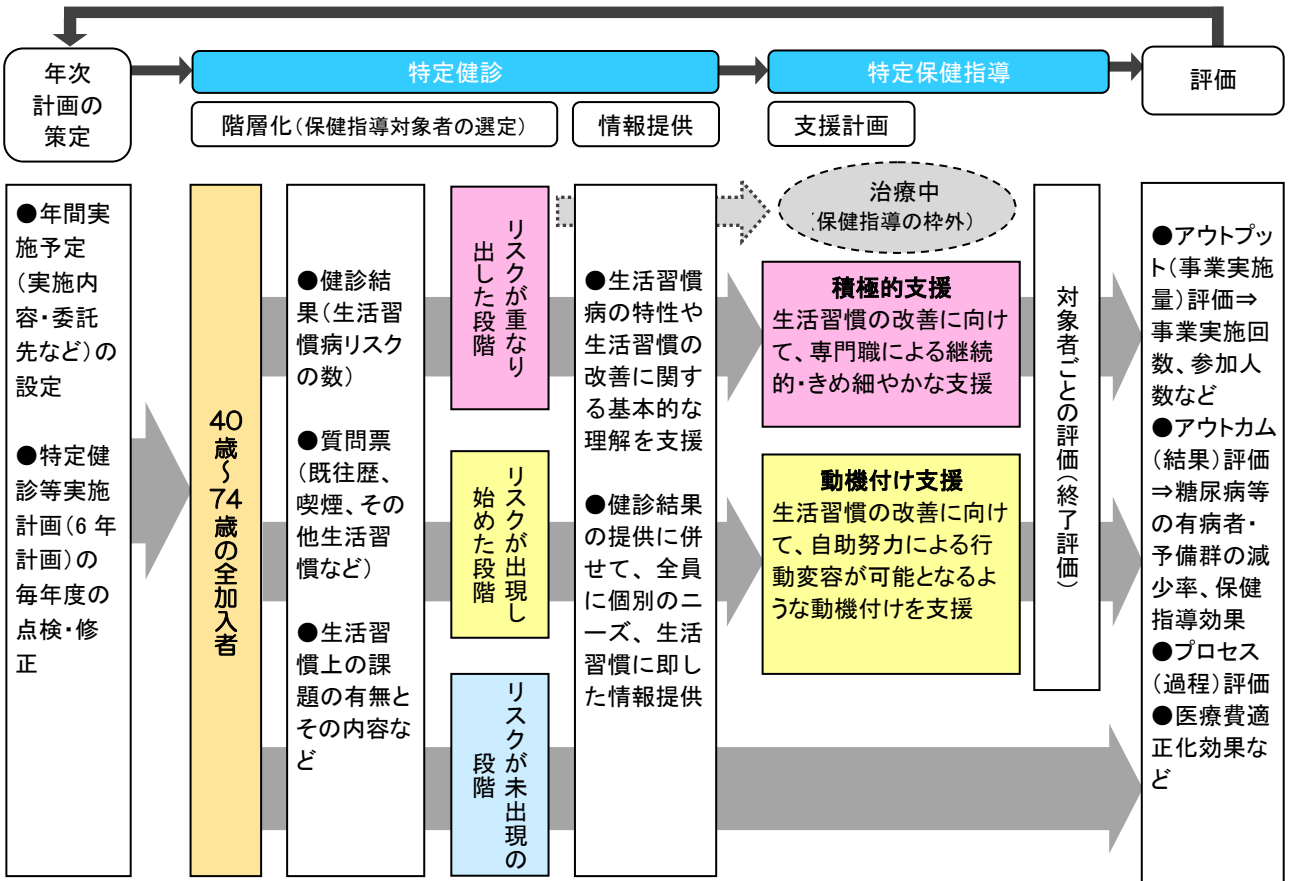 年次
計画の
策定
特定健診
特定保健指導
評価
階層化(保健指導対象者の選定)
情報提供
支援計画
●年間実
施予定
(実施内
容・委託
先など)の
設定
●特定健
診等実施
計画(6 年
計画)の
毎年度の
点検・修
正
40歳~74歳の全加入者
●健診結
果(生活習
慣病リスク
の数)
●質問票
(既往歴、
喫煙、その
他生活習
慣など)
●生活習
慣上の課
題の有無と
その内容な
ど
リスクが重なり
出した段階
リスクが出現し
始めた段階
リスクが未出現の
段階
●生活習慣
病の特性や
生活習慣の
改善に関す
る基本的な
理解を支援
●健診結果
の提供に併
せて、全員
に個別のニ
ーズ、生活
習慣に即し
た情報提供
治療中
(保健指導の枠外)
積極的支援
生活習慣の改善に向け
て、専門職による継続
的・きめ細やかな支援
動機付け支援
生活習慣の改善に向け
て、自助努力による行
動変容が可能となるよ
うな動機付けを支援
対象者ごとの評価(終了評価)
●アウトプッ
ト(事業実施
量)評価⇒
事業実施回
数、参加人
数など
●アウトカム
(結果)評価
⇒糖尿病等
の有病者・
予備群の減
少率、保健
指導効果
●プロセス
(過程)評価
●医療費適
正化効果な
ど